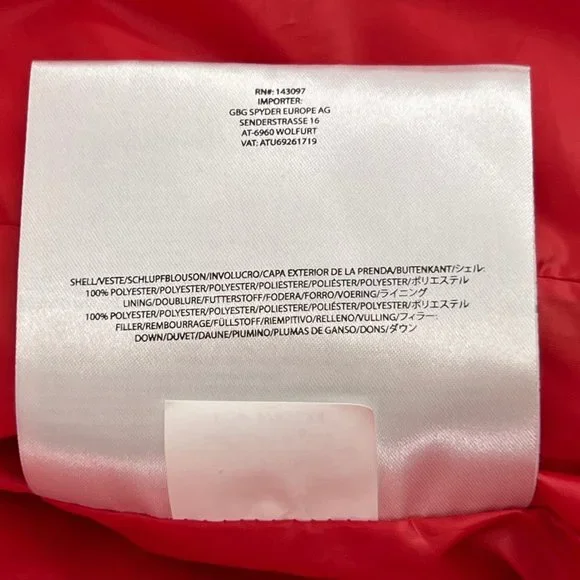 RN#: 143097
IMPORTER:
GBG SPYDER EUROPE AG
SENDERSTRASSE 16
AT-6960 WOLFURT
VAT: ATU69261719
SHELL/VESTE/SCHLUPFBLOUSON/INVOLUCRO/CAPA EXTERIOR DE LA PRENDA/BUITENKANT/シェル:
100% POLYESTER/POLYESTER/POLYESTER/POLIESTERE/POLIÉSTER/POLYESTER/ポリエステル
LINING/DOUBLURE/FUTTERSTOFF/FODERA/FORRO/VOERING/ライニング
100% POLYESTER/POLYESTER/POLYESTER/POLIESTERE/POLIÉSTER/POLYESTER/ポリエステル
FILLER/REMBOURRAGE/FÜLLSTOFF/RIEMPITIVO/RELLENO/VULLING/フィラー:
DOWN/DUVET/DAUNE/PIUMINO/PLUMAS DE GANSO/DONS/ダウン